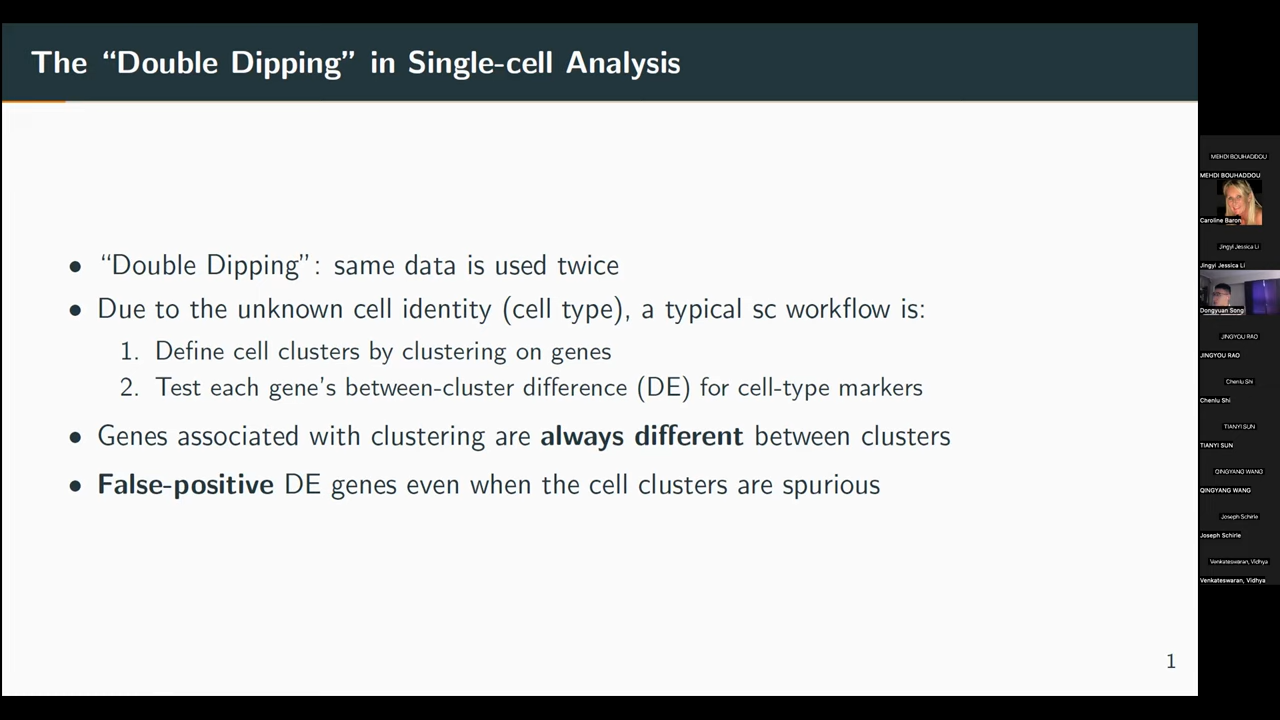 The “Double Dipping” in Single-cell Analysis
• “Double Dipping”: same data is used twice
• Due to the unknown cell identity (cell type), a typical sc workflow is:
1. Define cell clusters by clustering on genes
2. Test each gene's between-cluster difference (DE) for cell-type markers
• Genes associated with clustering are always different between clusters
• False-positive DE genes even when the cell clusters are spurious
1
MEHDI BOUHADDOU
MEHDI BOUHADDOU
Caroline Baron
Jingyi Jessica Li
Jingyi Jessica Li
Dongyuan Song
JINGYOU RAO
JINGYOU RAO
Chenlu Shi
Chenlu Shi
TIANYI SUN
TIANYI SUN
QINGYANG WANG
QINGYANG WANG
Joseph Schirle
Joseph Schirle
Venkateswaran, Vidhya
Venkateswaran, Vidhya